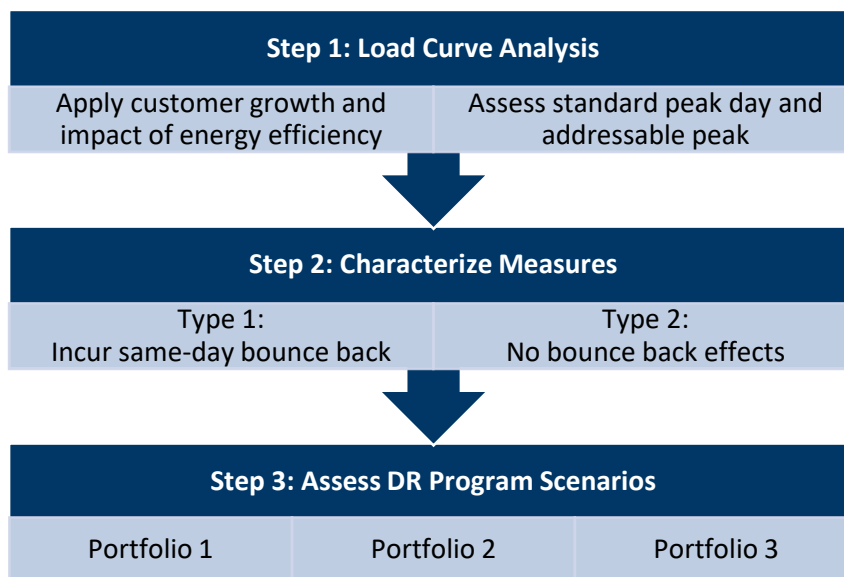 Step 1: Load Curve Analysis
Apply customer growth and
impact of energy efficiency
Assess standard peak day and
addressable peak
Step 2: Characterize Measures
Type 1:
Incur same-day bounce back
Type 2:
No bounce back effects
Step 3: Assess DR Program Scenarios
Portfolio 1
Portfolio 2
Portfolio 3